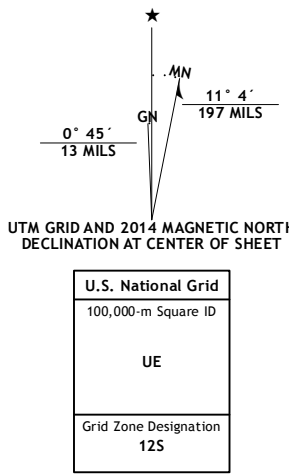 ★
MN
GN
11° 4´
197 MILS
0° 45´
13 MILS
UTM GRID AND 2014 MAGNETIC NORTH
DECLINATION AT CENTER OF SHEET
U.S. National Grid
100,000-m Square ID
UE
Grid Zone Designation
12S